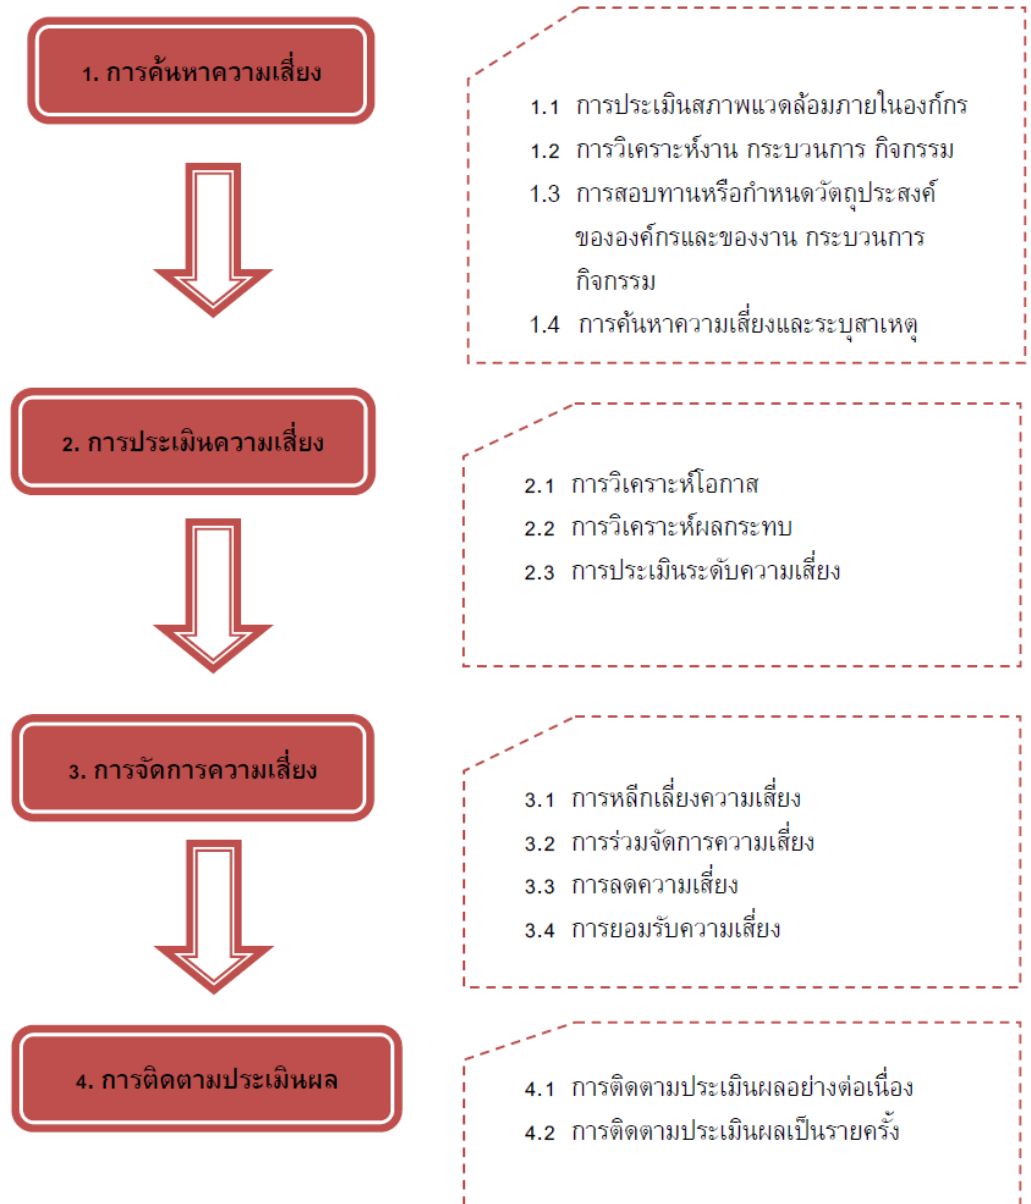 1. การค้นหาความเสี่ยง
1.1 การประเมินสภาพแวดล้อมภายในองก์กร
1.2 การวิเคราะห์งาน กระบวนการ กิจกรรม
1.3 การสอบทานหรือกำหนดวัตถุประสงค์
ขององค์กรและของงาน กระบวนการ
กิจกรรม
1.4 การค้นหาความเสี่ยงและระบุสาเหตุ
2. การประเมินความเสี่ยง
2.1 การวิเคราะห์โอกาส
2.2 การวิเคราะห์ผลกระทบ
2.3 การประเมินระดับความเสี่ยง
3. การจัดการความเสี่ยง
3.1 การหลีกเลี่ยงความเสี่ยง
3.2 การร่วมจัดการความเสี่ยง
3.3 การลดความเสี่ยง
3.4 การยอมรับความเสี่ยง
4. การติดตามประเมินผล
4.1 การติดตามประเมินผลอย่างต่อเนื่อง
4.2 การติดตามประเมินผลเป็นรายครั้ง